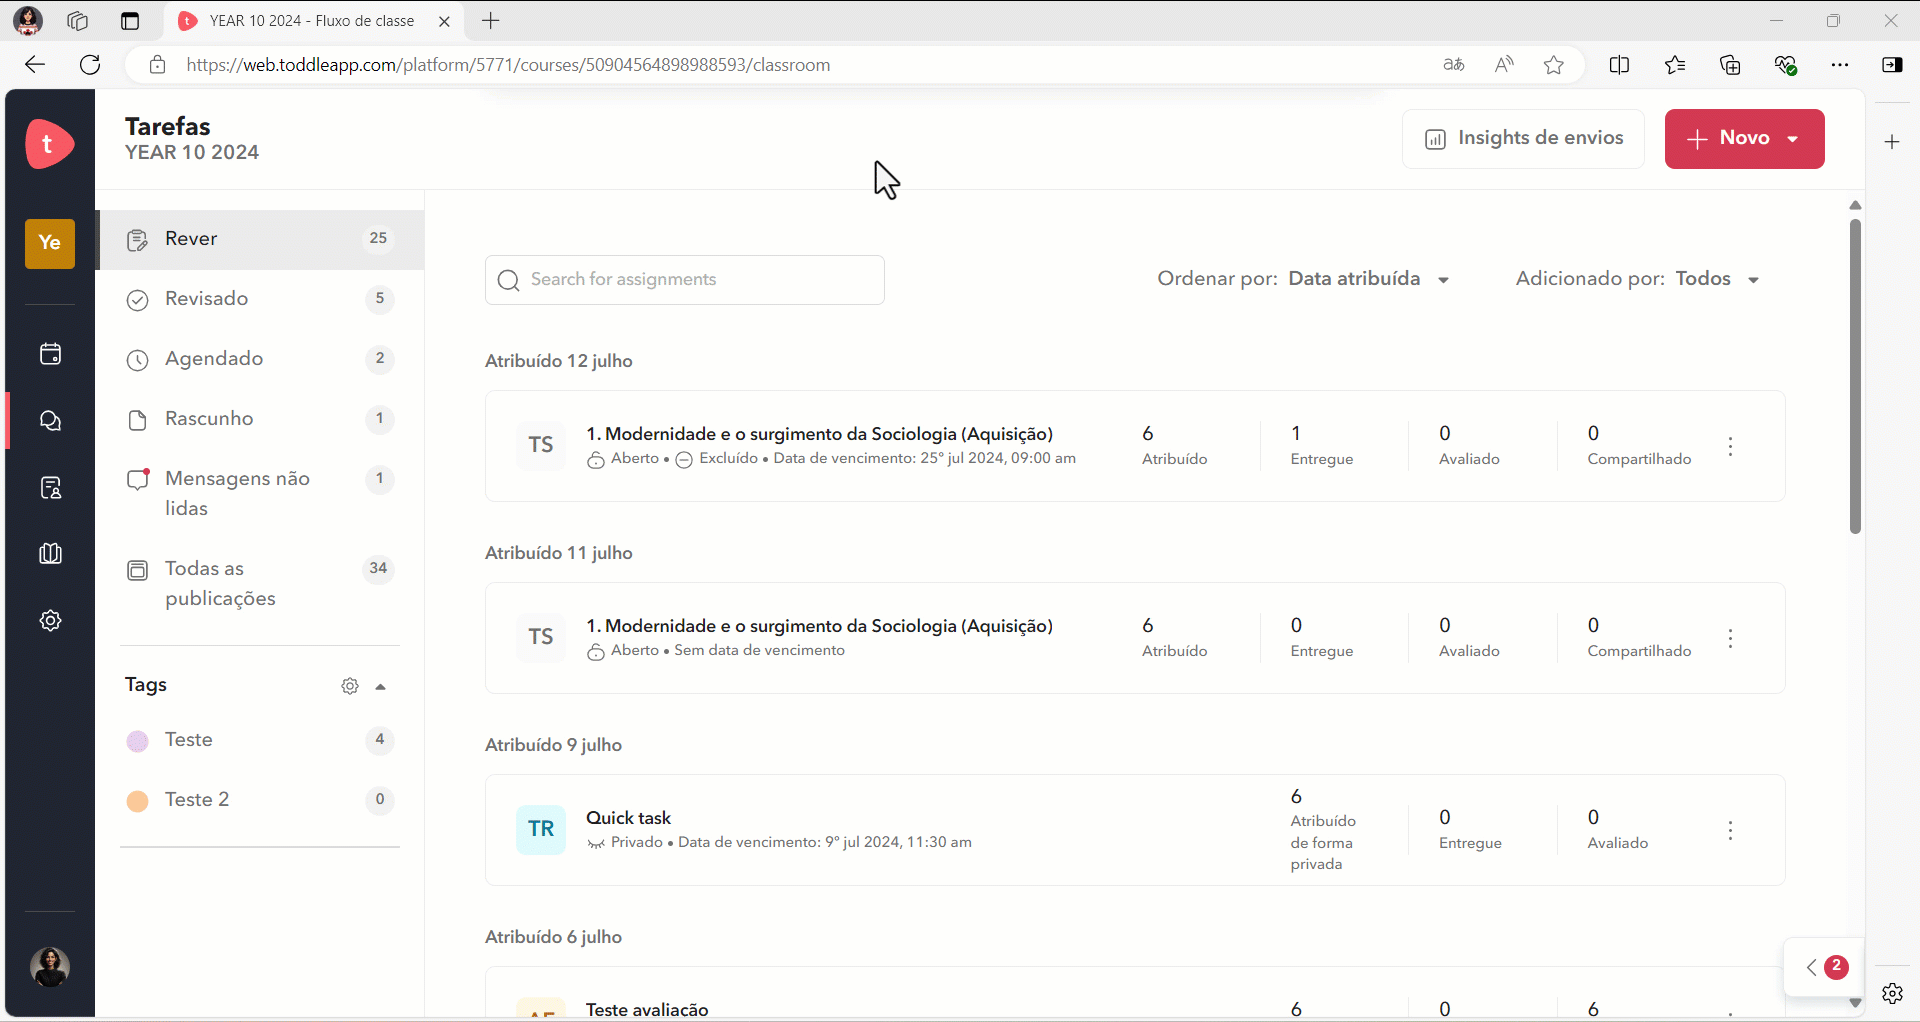 YEAR 10 2024 - Fluxo de classe
https://web.toddleapp.com/platform/5771/courses/50904564898988593/classroom
aあ
t
Tarefas
YEAR 10 2024
Insights de envios
Novo
Ye
Rever 25
Revisado 5
Agendado 2
Rascunho 1
Mensagens não 1
lidas
Todas as 34
publicações
Tags
Teste 4
Teste 2 0
Search for assignments
Ordenar por: Data atribuída
Adicionado por: Todos
Atribuído 12 julho
TS
1. Modernidade e o surgimento da Sociologia (Aquisição)
Aberto • Excluído • Data de vencimento: 25º jul 2024, 09:00 am
6
Atribuído
1
Entregue
0
Avaliado
0
Compartilhado
Atribuído 11 julho
TS
1. Modernidade e o surgimento da Sociologia (Aquisição)
Aberto • Sem data de vencimento
6
Atribuído
0
Entregue
0
Avaliado
0
Compartilhado
Atribuído 9 julho
TR
Quick task
Privado • Data de vencimento: 9º jul 2024, 11:30 am
6
Atribuído
de forma
privada
0
Entregue
0
Avaliado
Atribuído 6 julho
Teste avaliação
6
0
6
2